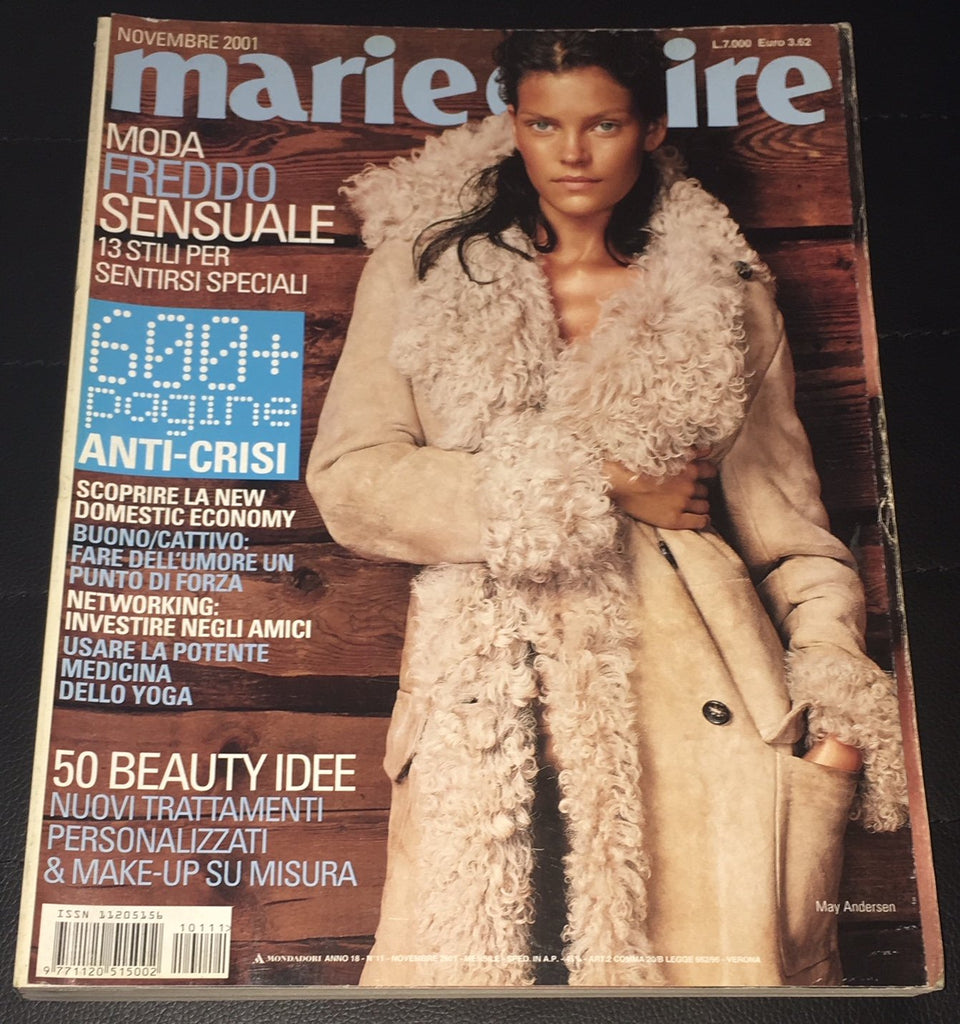 NOVEMBRE 2001
L.7.000 Euro 3.62
marie c ire
MODA
FREDDO
SENSUALE
13 STILI PER
SENTIRSI SPECIALI
600+
pagine
ANTI-CRISI
SCOPRIRE LA NEW
DOMESTIC ECONOMY
BUONO/CATTIVO:
FARE DELL'UMORE UN
PUNTO DI FORZA
NETWORKING:
INVESTIRE NEGLI AMICI
USARE LA POTENTE
MEDICINA
DELLO YOGA
50 BEAUTY IDEE
NUOVI TRATTAMENTI
PERSONALIZZATI
& MAKE-UP SU MISURA
May Andersen
ISSN 11205156
10111>
9 771120 515002
MONDADORI ANNO 18 - N°11 - NOVEMBRE 2001 - MENSILE - SPED. IN A.P. - 45% - ART.2 COMMA 20/B LEGGE 662/96 - VERONA